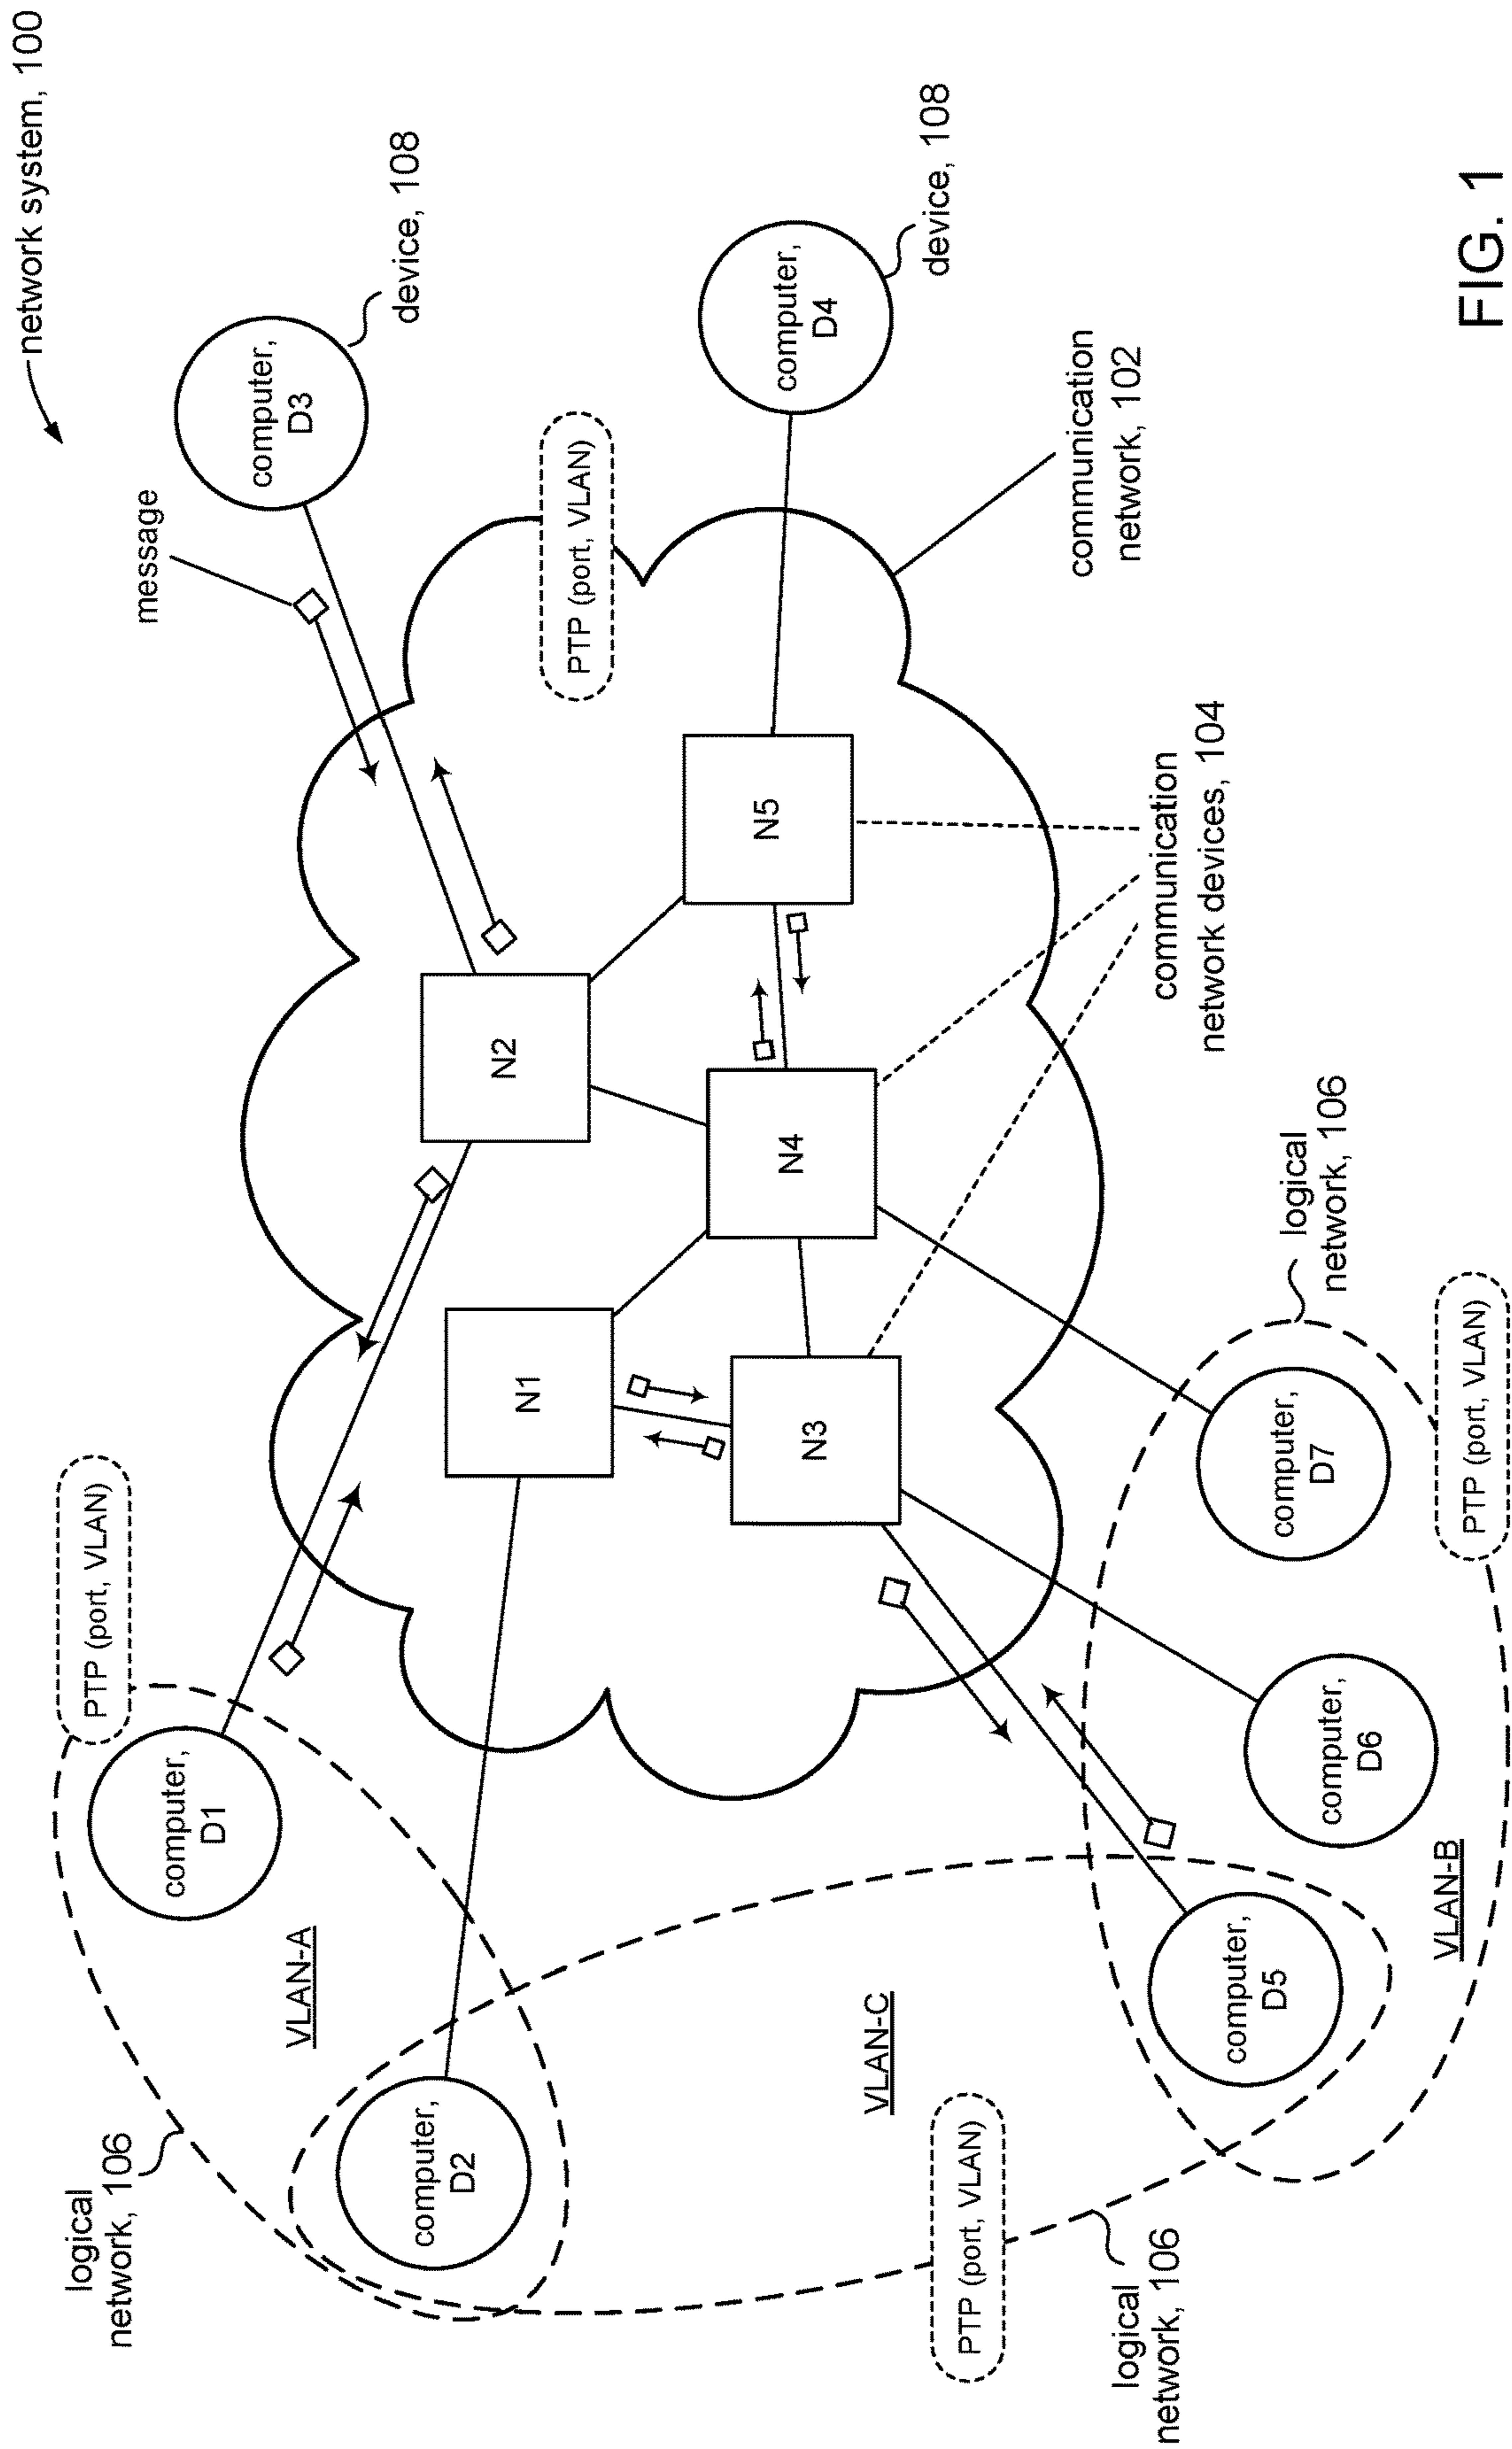 network system, 100
logical
network, 106
PTP (port, VLAN)
computer,
D1
message
computer,
D3
device, 108
VLAN-A
computer,
D2
N2
N1
PTP (port, VLAN)
N5
N4
N3
computer,
D4
device, 108
VLAN-C
PTP (port, VLAN)
communication
network, 102
logical
network, 106
communication
network devices, 104
computer,
D5
computer,
D6
computer,
D7
logical
network, 106
VLAN-B
PTP (port, VLAN)
FIG. 1